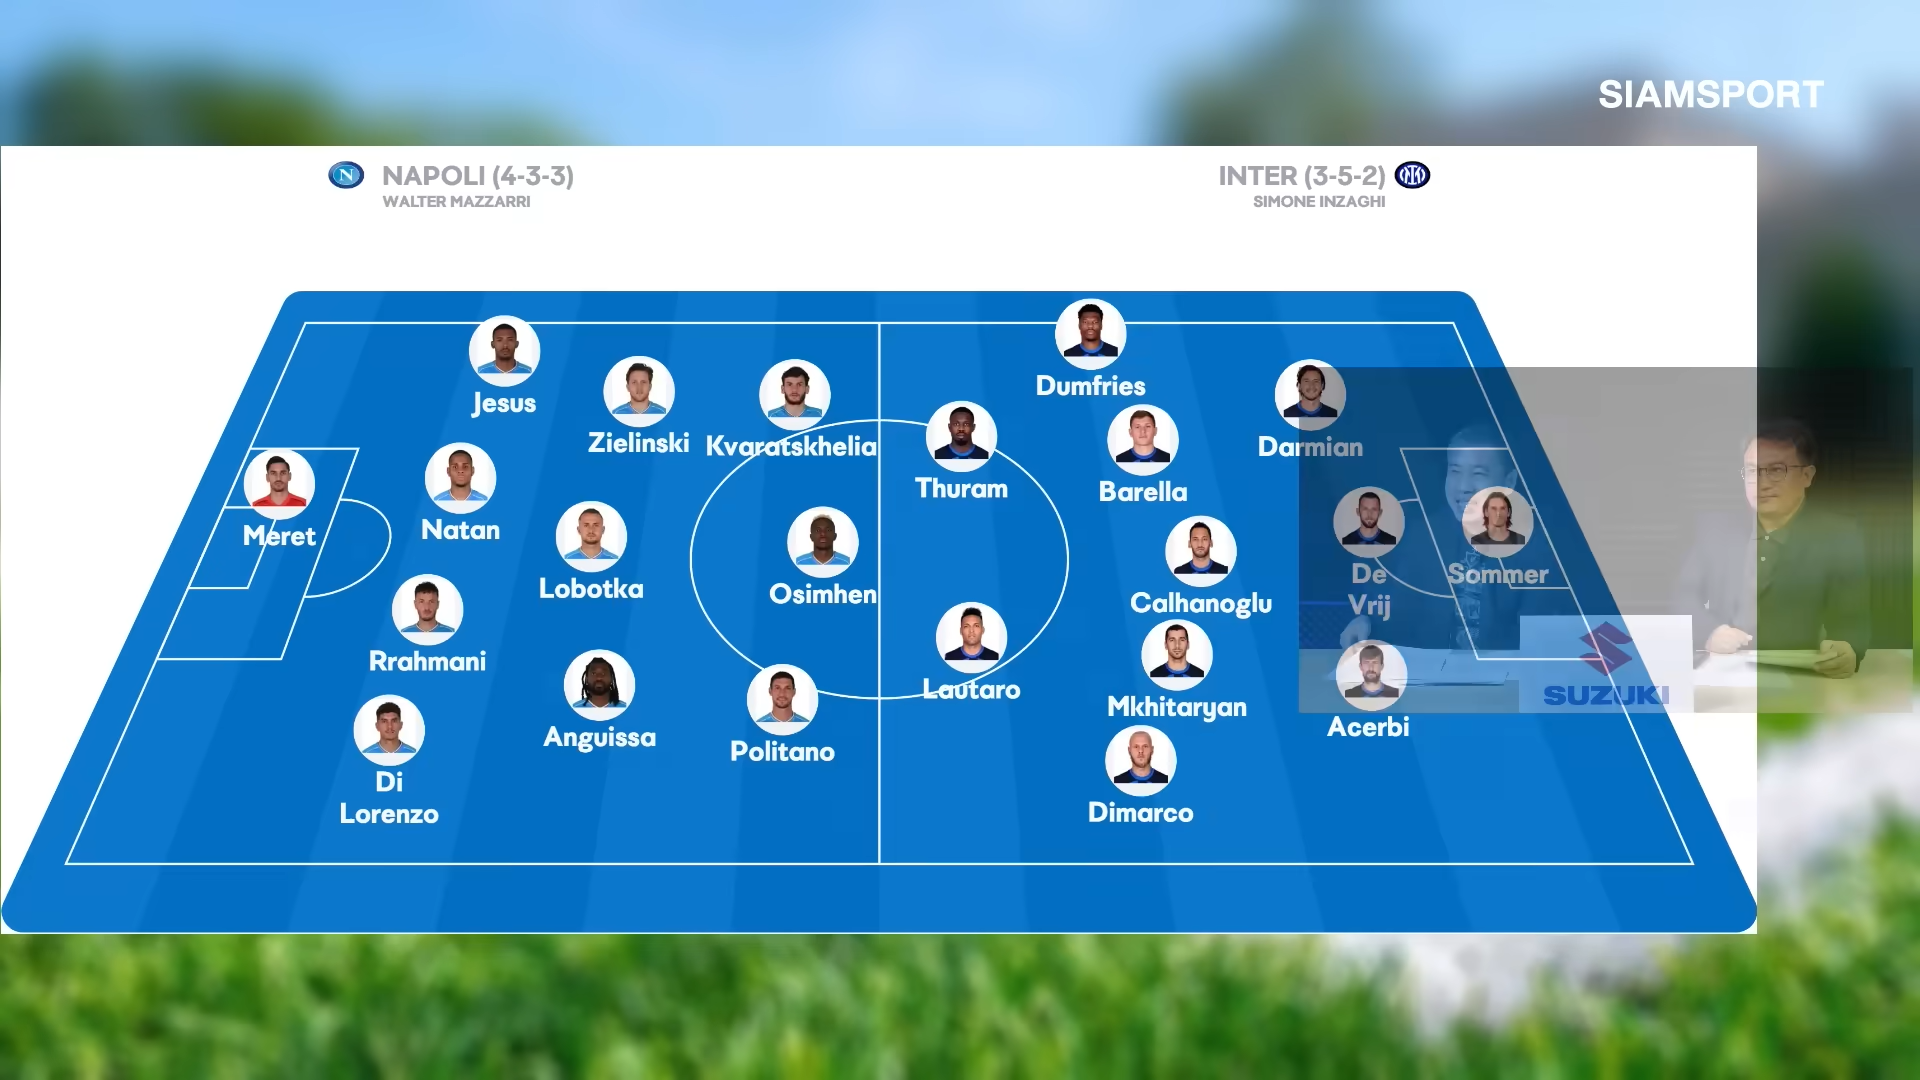 SIAMSPORT
NAPOLI (4-3-3)
WALTER MAZZARRI
INTER (3-5-2)
SIMONE INZAGHI
Jesus
Zielinski
Kvaratskhelia
Meret
Natan
Lobotka
Osimhen
Rrahmani
Anguissa
Politano
Di
Lorenzo
Dumfries
Thuram
Barella
Darmian
Calhanoglu
De
Vrij
Sommer
Lautaro
Mkhitaryan
Acerbi
Dimarco
SUZUKI